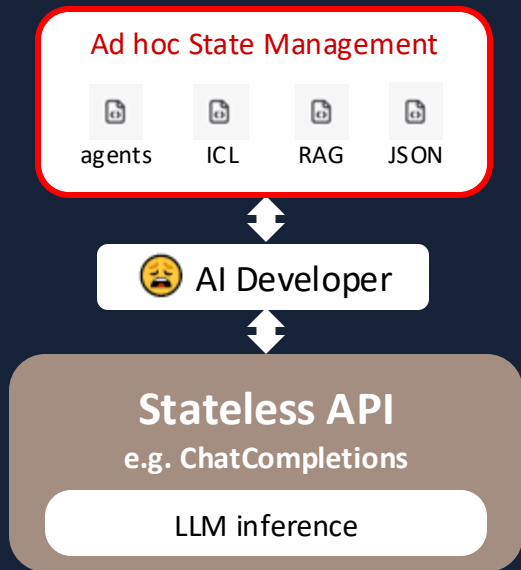 Ad hoc State Management
agents ICL RAG JSON
AI Developer
Stateless API
e.g. ChatCompletions
LLM inference